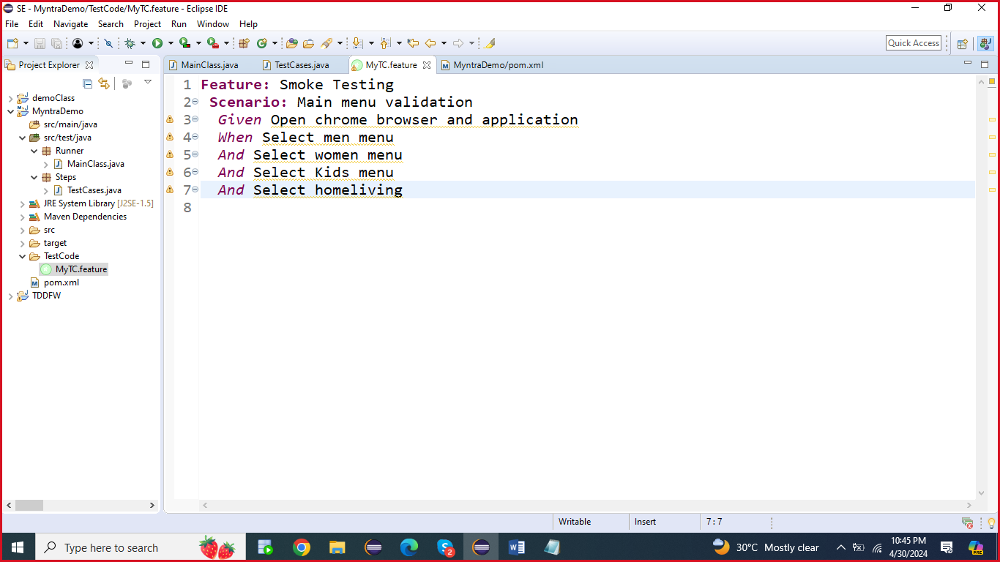 SE - MyntraDemo/TestCode/MyTC.feature - Eclipse IDE
File Edit Navigate Search Project Run Window Help
Quick Access
Project Explorer
MainClass.java TestCases.java MyTC.feature MyntraDemo/pom.xml
demoClass
MyntraDemo
src/main/java
src/test/java
Runner
MainClass.java
Steps
TestCases.java
JRE System Library [J2SE-1.5]
Maven Dependencies
src
target
TestCode
MyTC.feature
pom.xml
TDDFW
1 Feature: Smoke Testing
2 Scenario: Main menu validation
3 Given Open chrome browser and application
4 When Select men menu
5 And Select women menu
6 And Select Kids menu
7 And Select homeliving
8
Writable Insert 7 : 7
Type here to search
2
30°C Mostly clear
10:45 PM
4/30/2024
PRE